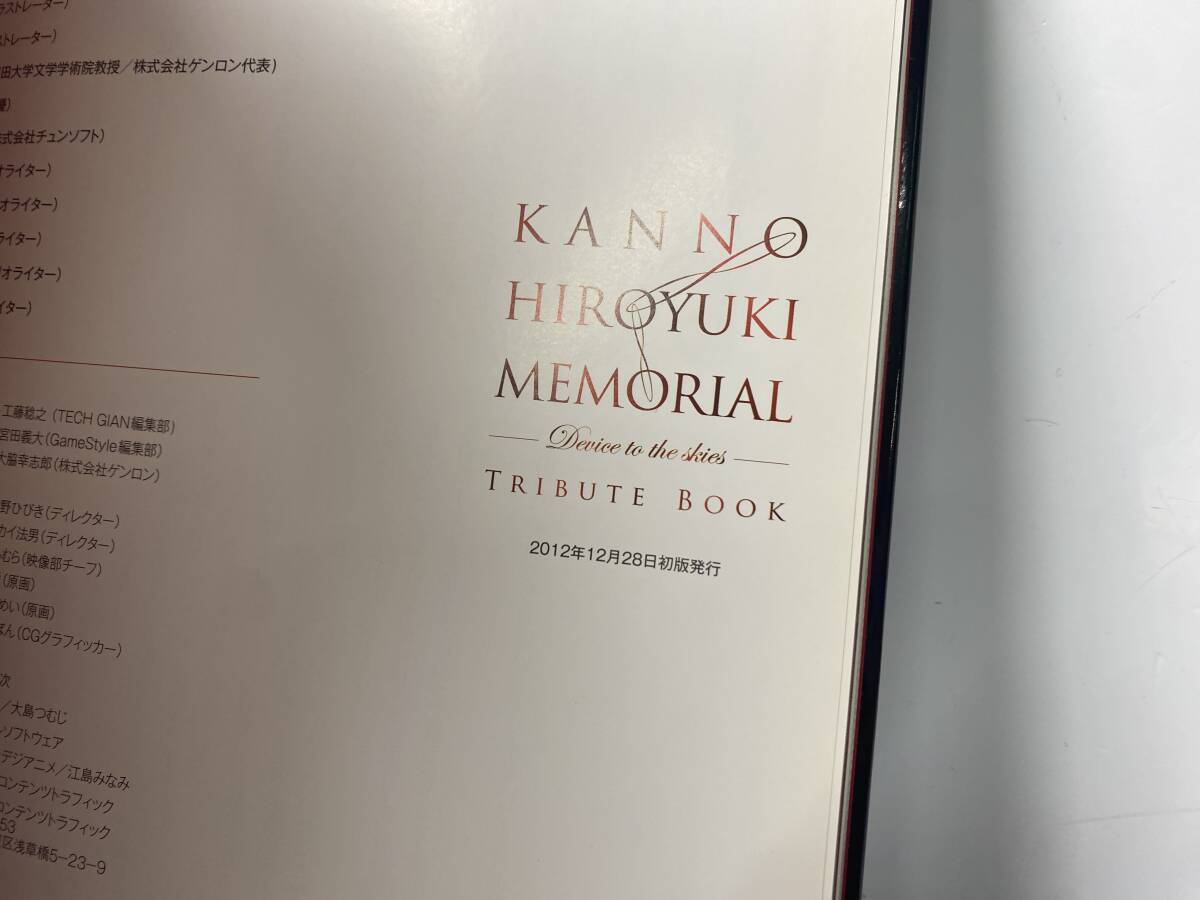 ラストレーター)
ストレーター)
田大学文学学術院教授／株式会社ゲンロン代表)
優)
式会社チュンソフト)
オライター)
オライター)
ライター)
リオライター)
イター)
工藤稔之 (TECH GIAN編集部)
宮田義大(GameStyle編集部)
大脇幸志郎(株式会社ゲンロン)
野ひびき(ディレクター)
カイ法男(ディレクター)
むら(映像部チーフ)
(原画)
めい(原画)
ぽん(CGグラフィッカー)
次
／大島つむじ
ソフトウェア
デジアニメ／江島みなみ
コンテンツトラフィック
コンテンツトラフィック
53
区浅草橋5-23-9
KANNO
HIROYUKI
MEMORIAL
Device to the skies
TRIBUTE BOOK
2012年12月28日初版発行